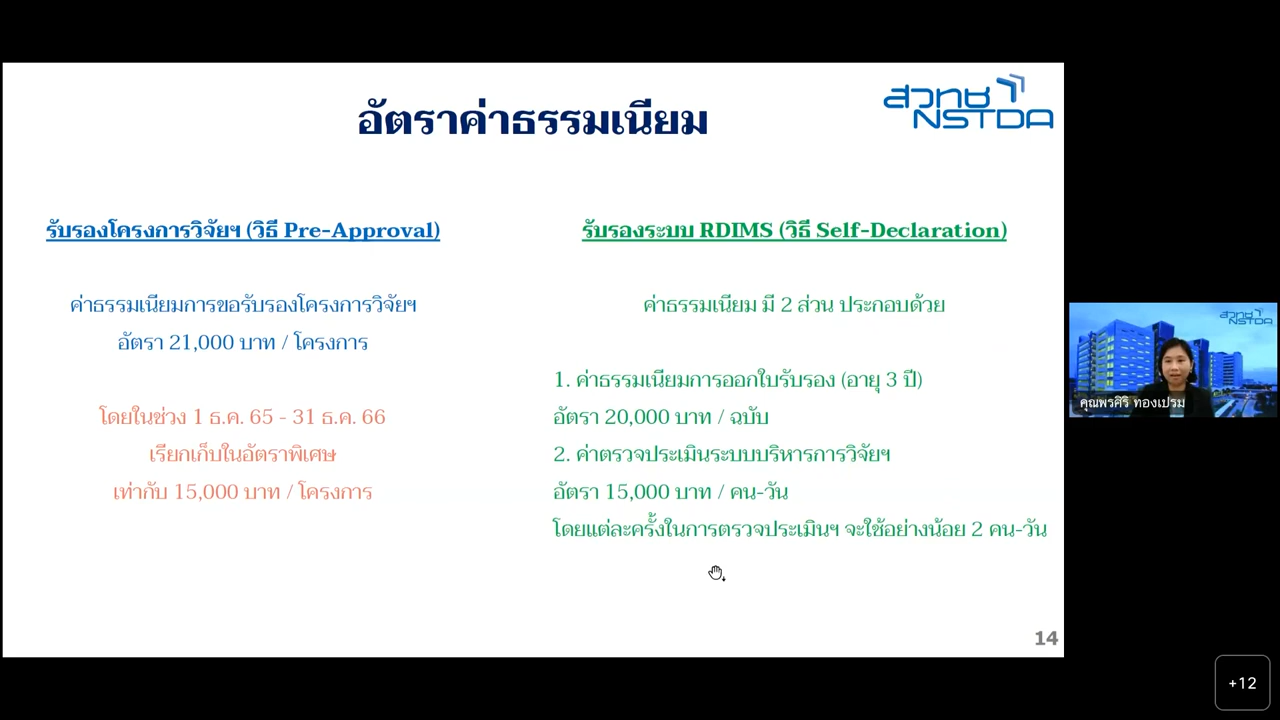 อัตราค่าธรรมเนียม
สวทช
NSTDA
รับรองโครงการวิจัยฯ (วิธี Pre-Approval)
ค่าธรรมเนียมการขอรับรองโครงการวิจัยฯ
อัตรา 21,000 บาท / โครงการ
โดยในช่วง 1 ธ.ค. 65 - 31 ธ.ค. 66
เรียกเก็บในอัตราพิเศษ
เท่ากับ 15,000 บาท / โครงการ
รับรองระบบ RDIMS (วิธี Self-Declaration)
ค่าธรรมเนียม มี 2 ส่วน ประกอบด้วย
1. ค่าธรรมเนียมการออกใบรับรอง (อายุ 3 ปี)
อัตรา 20,000 บาท / ฉบับ
2. ค่าตรวจประเมินระบบบริหารการวิจัยฯ
อัตรา 15,000 บาท / คน-วัน
โดยแต่ละครั้งในการตรวจประเมินฯ จะใช้อย่างน้อย 2 คน-วัน
14
สวทช
NSTDA
คุณพรศิริ ทองเปรม
+12